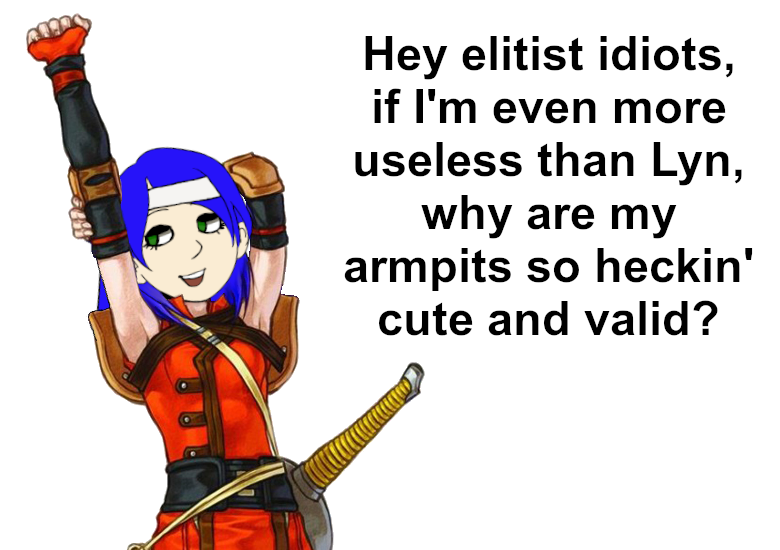 Hey elitist idiots,
if I'm even more
useless than Lyn,
why are my
armpits so heckin'
cute and valid?